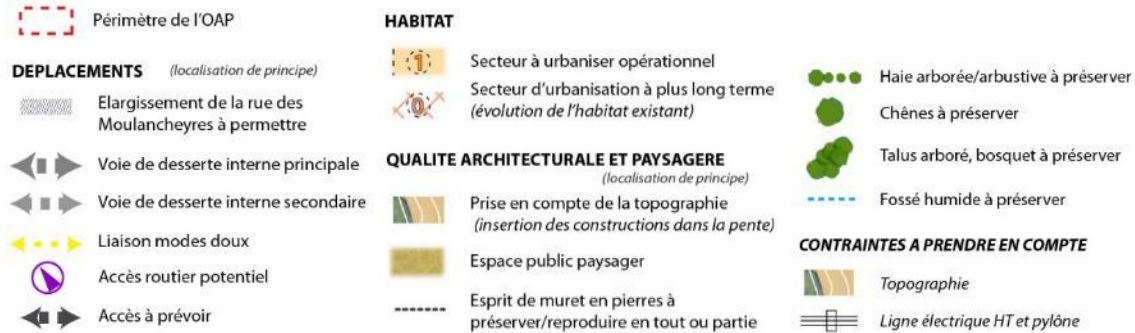 Périmètre de l'OAP
DEPLACEMENTS (localisation de principe)
Elargissement de la rue des
Moulancheyres à permettre
Voie de desserte interne principale
Voie de desserte interne secondaire
Liaison modes doux
Accès routier potentiel
Accès à prévoir
HABITAT
1
Secteur à urbaniser opérationnel
0
Secteur d'urbanisation à plus long terme
(évolution de l'habitat existant)
QUALITE ARCHITECTURALE ET PAYSAGERE
(localisation de principe)
Prise en compte de la topographie
(insertion des constructions dans la pente)
Espace public paysager
Esprit de muret en pierres à
préserver/reproduire en tout ou partie
Haie arborée/arbustive à préserver
Chênes à préserver
Talus arboré, bosquet à préserver
Fossé humide à préserver
CONTRAINTES A PRENDRE EN COMPTE
Topographie
Ligne électrique HT et pylône